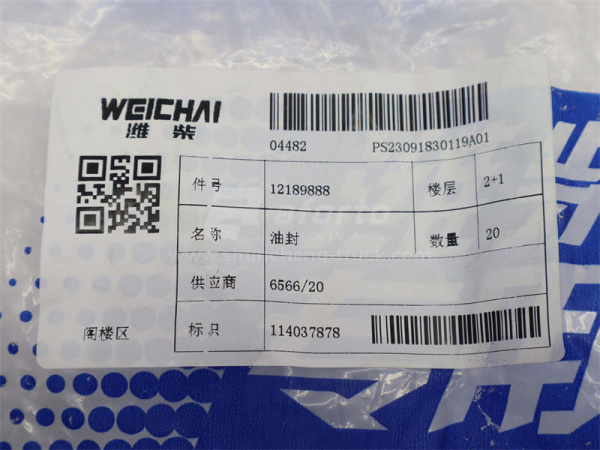 WEICHAI
潍柴
04482 PS23091830119A01
件号 12189888 楼层 2+1
名称 油封 数量 20
供应商 6566/20
阁楼区 标识 114037878